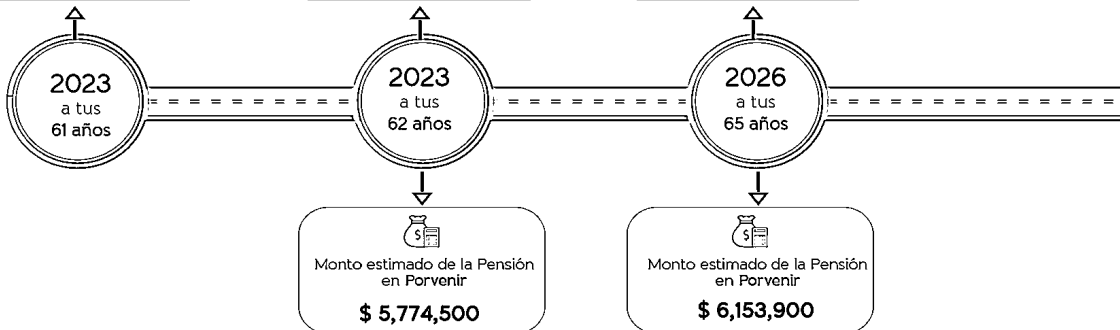 2023
a tus
61 años
2023
a tus
62 años
2026
a tus
65 años
$
Monto estimado de la Pensión
en Porvenir
$ 5,774,500
$
Monto estimado de la Pensión
en Porvenir
$ 6,153,900